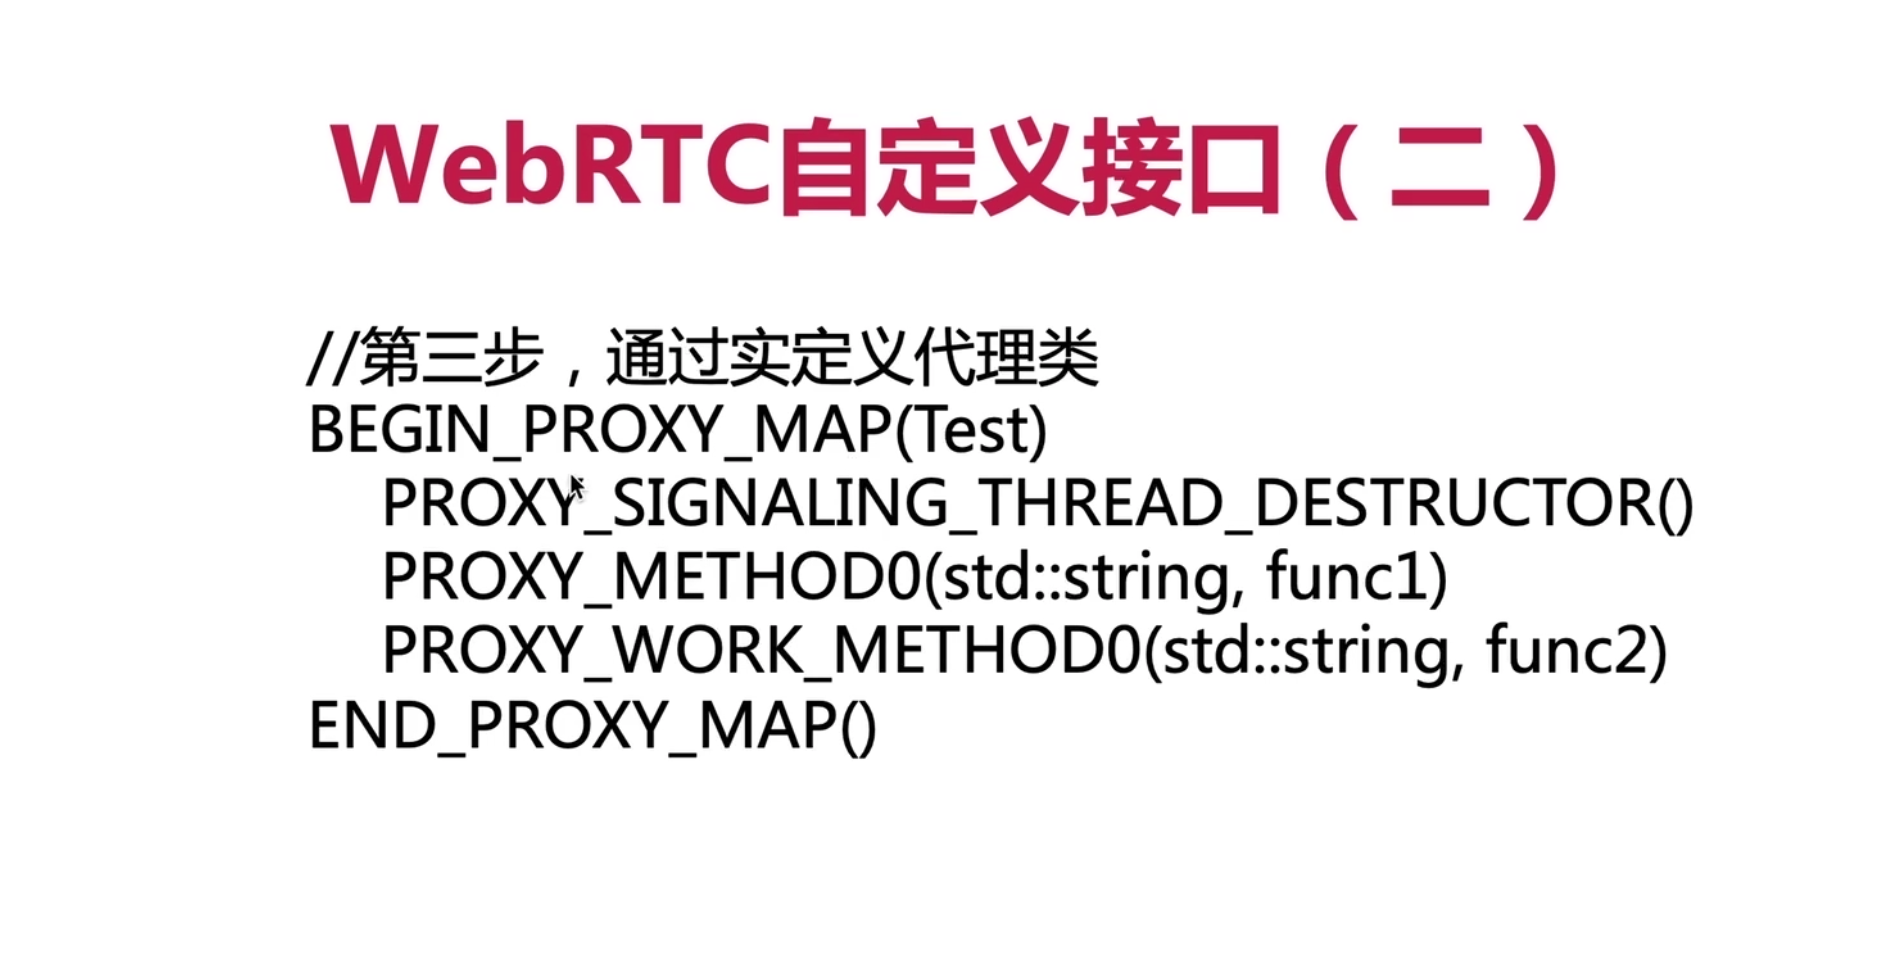 WebRTC自定义接口（二）
//第三步，通过实定义代理类
BEGIN_PROXY_MAP(Test)
PROXY_SIGNALING_THREAD_DESTRUCTOR()
PROXY_METHOD0(std::string, func1)
PROXY_WORK_METHOD0(std::string, func2)
END_PROXY_MAP()